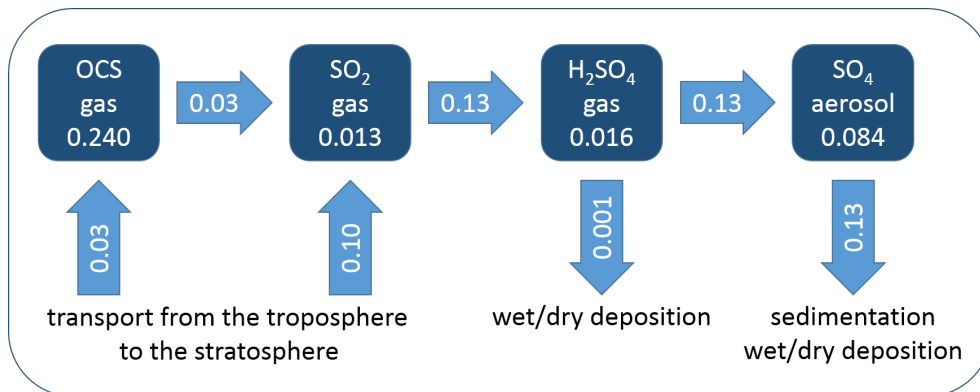 OCS
gas
0.240
0.03
SO₂
gas
0.013
0.13
H₂SO₄
gas
0.016
0.13
SO₄
aerosol
0.084
0.03
0.10
0.001
0.13
transport from the troposphere
to the stratosphere
wet/dry deposition
sedimentation
wet/dry deposition